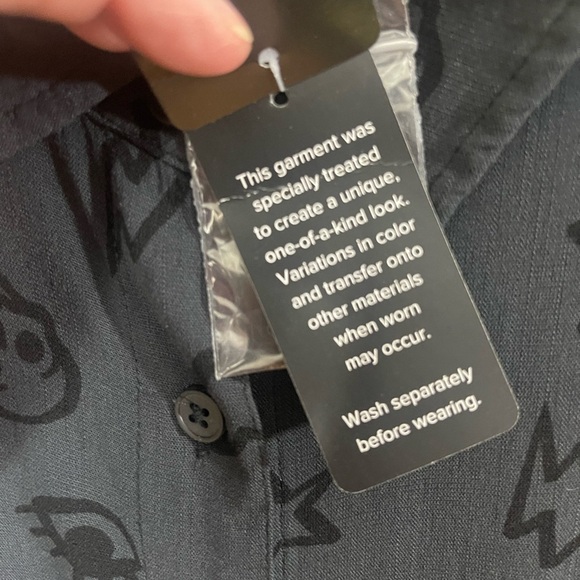 This garment was
specially treated
to create a unique,
one-of-a-kind look.
Variations in color
and transfer onto
other materials
when worn
may occur.
Wash separately
before wearing.